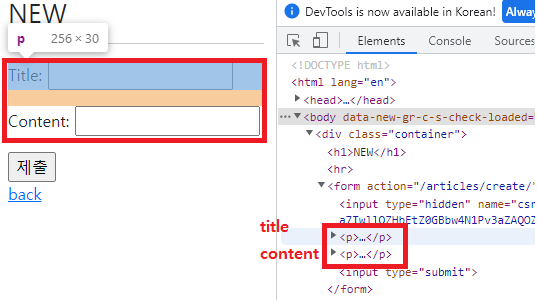 NEW
p 256 × 30
Title:
Content:
제출
back
DevTools is now available in Korean! Alway
Elements Console Sources
<!DOCTYPE html>
<html lang="en">
<head>…</head>
<body data-new-gr-c-s-check-loaded=
<div class="container">
<h1>NEW</h1>
<hr>
<form action="/articles/create/"
<input type="hidden" name="csr
title
<p>…</p>
content
<p>…</p>
<input type="submit">
</form>